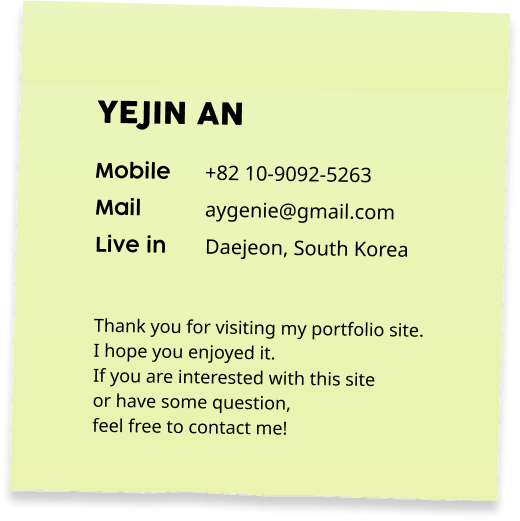 YEJIN AN
Mobile +82 10-9092-5263
Mail aygenie@gmail.com
Live in Daejeon, South Korea
Thank you for visiting my portfolio site.
I hope you enjoyed it.
If you are interested with this site
or have some question,
feel free to contact me!